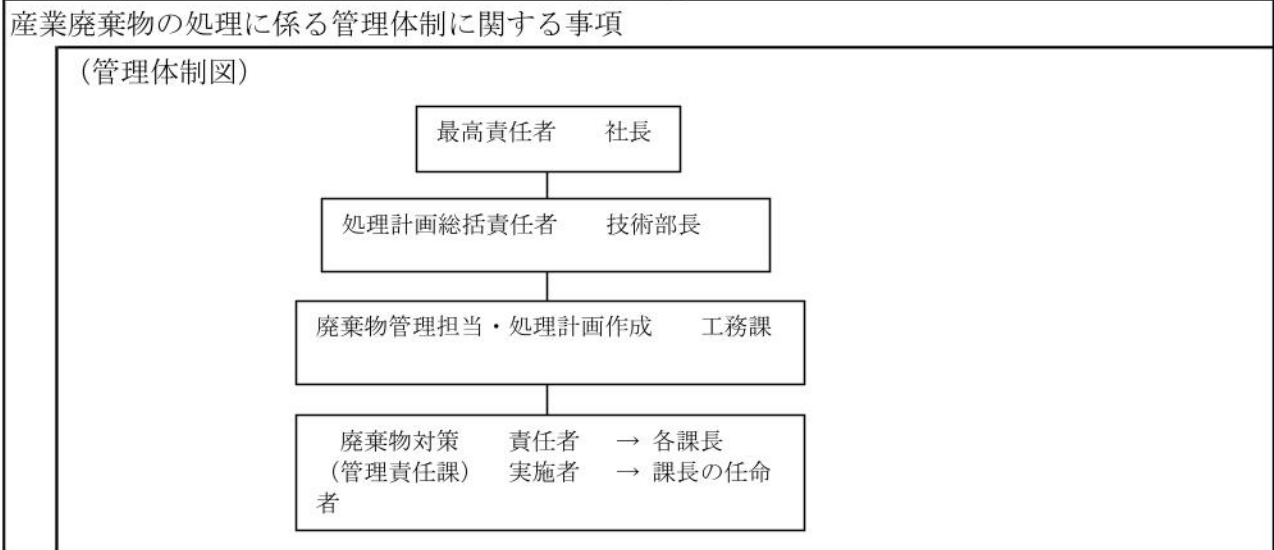 産業廃棄物の処理に係る管理体制に関する事項
（管理体制図）
最高責任者　　社長
処理計画総括責任者　　技術部長
廃棄物管理担当・処理計画作成　　工務課
廃棄物対策　　責任者　→ 各課長
（管理責任課）　実施者　→ 課長の任命
者